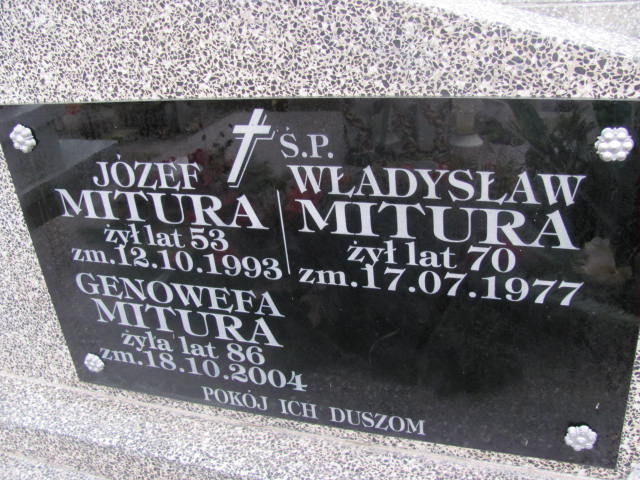 Ś.P.
JÓZEF
MITURA
żył lat 53
zm.12.10.1993
WŁADYSŁAW
MITURA
żył lat 70
zm.17.07.1977
GENOWEFA
MITURA
żyła lat 86
zm.18.10.2004
POKÓJ ICH DUSZOM